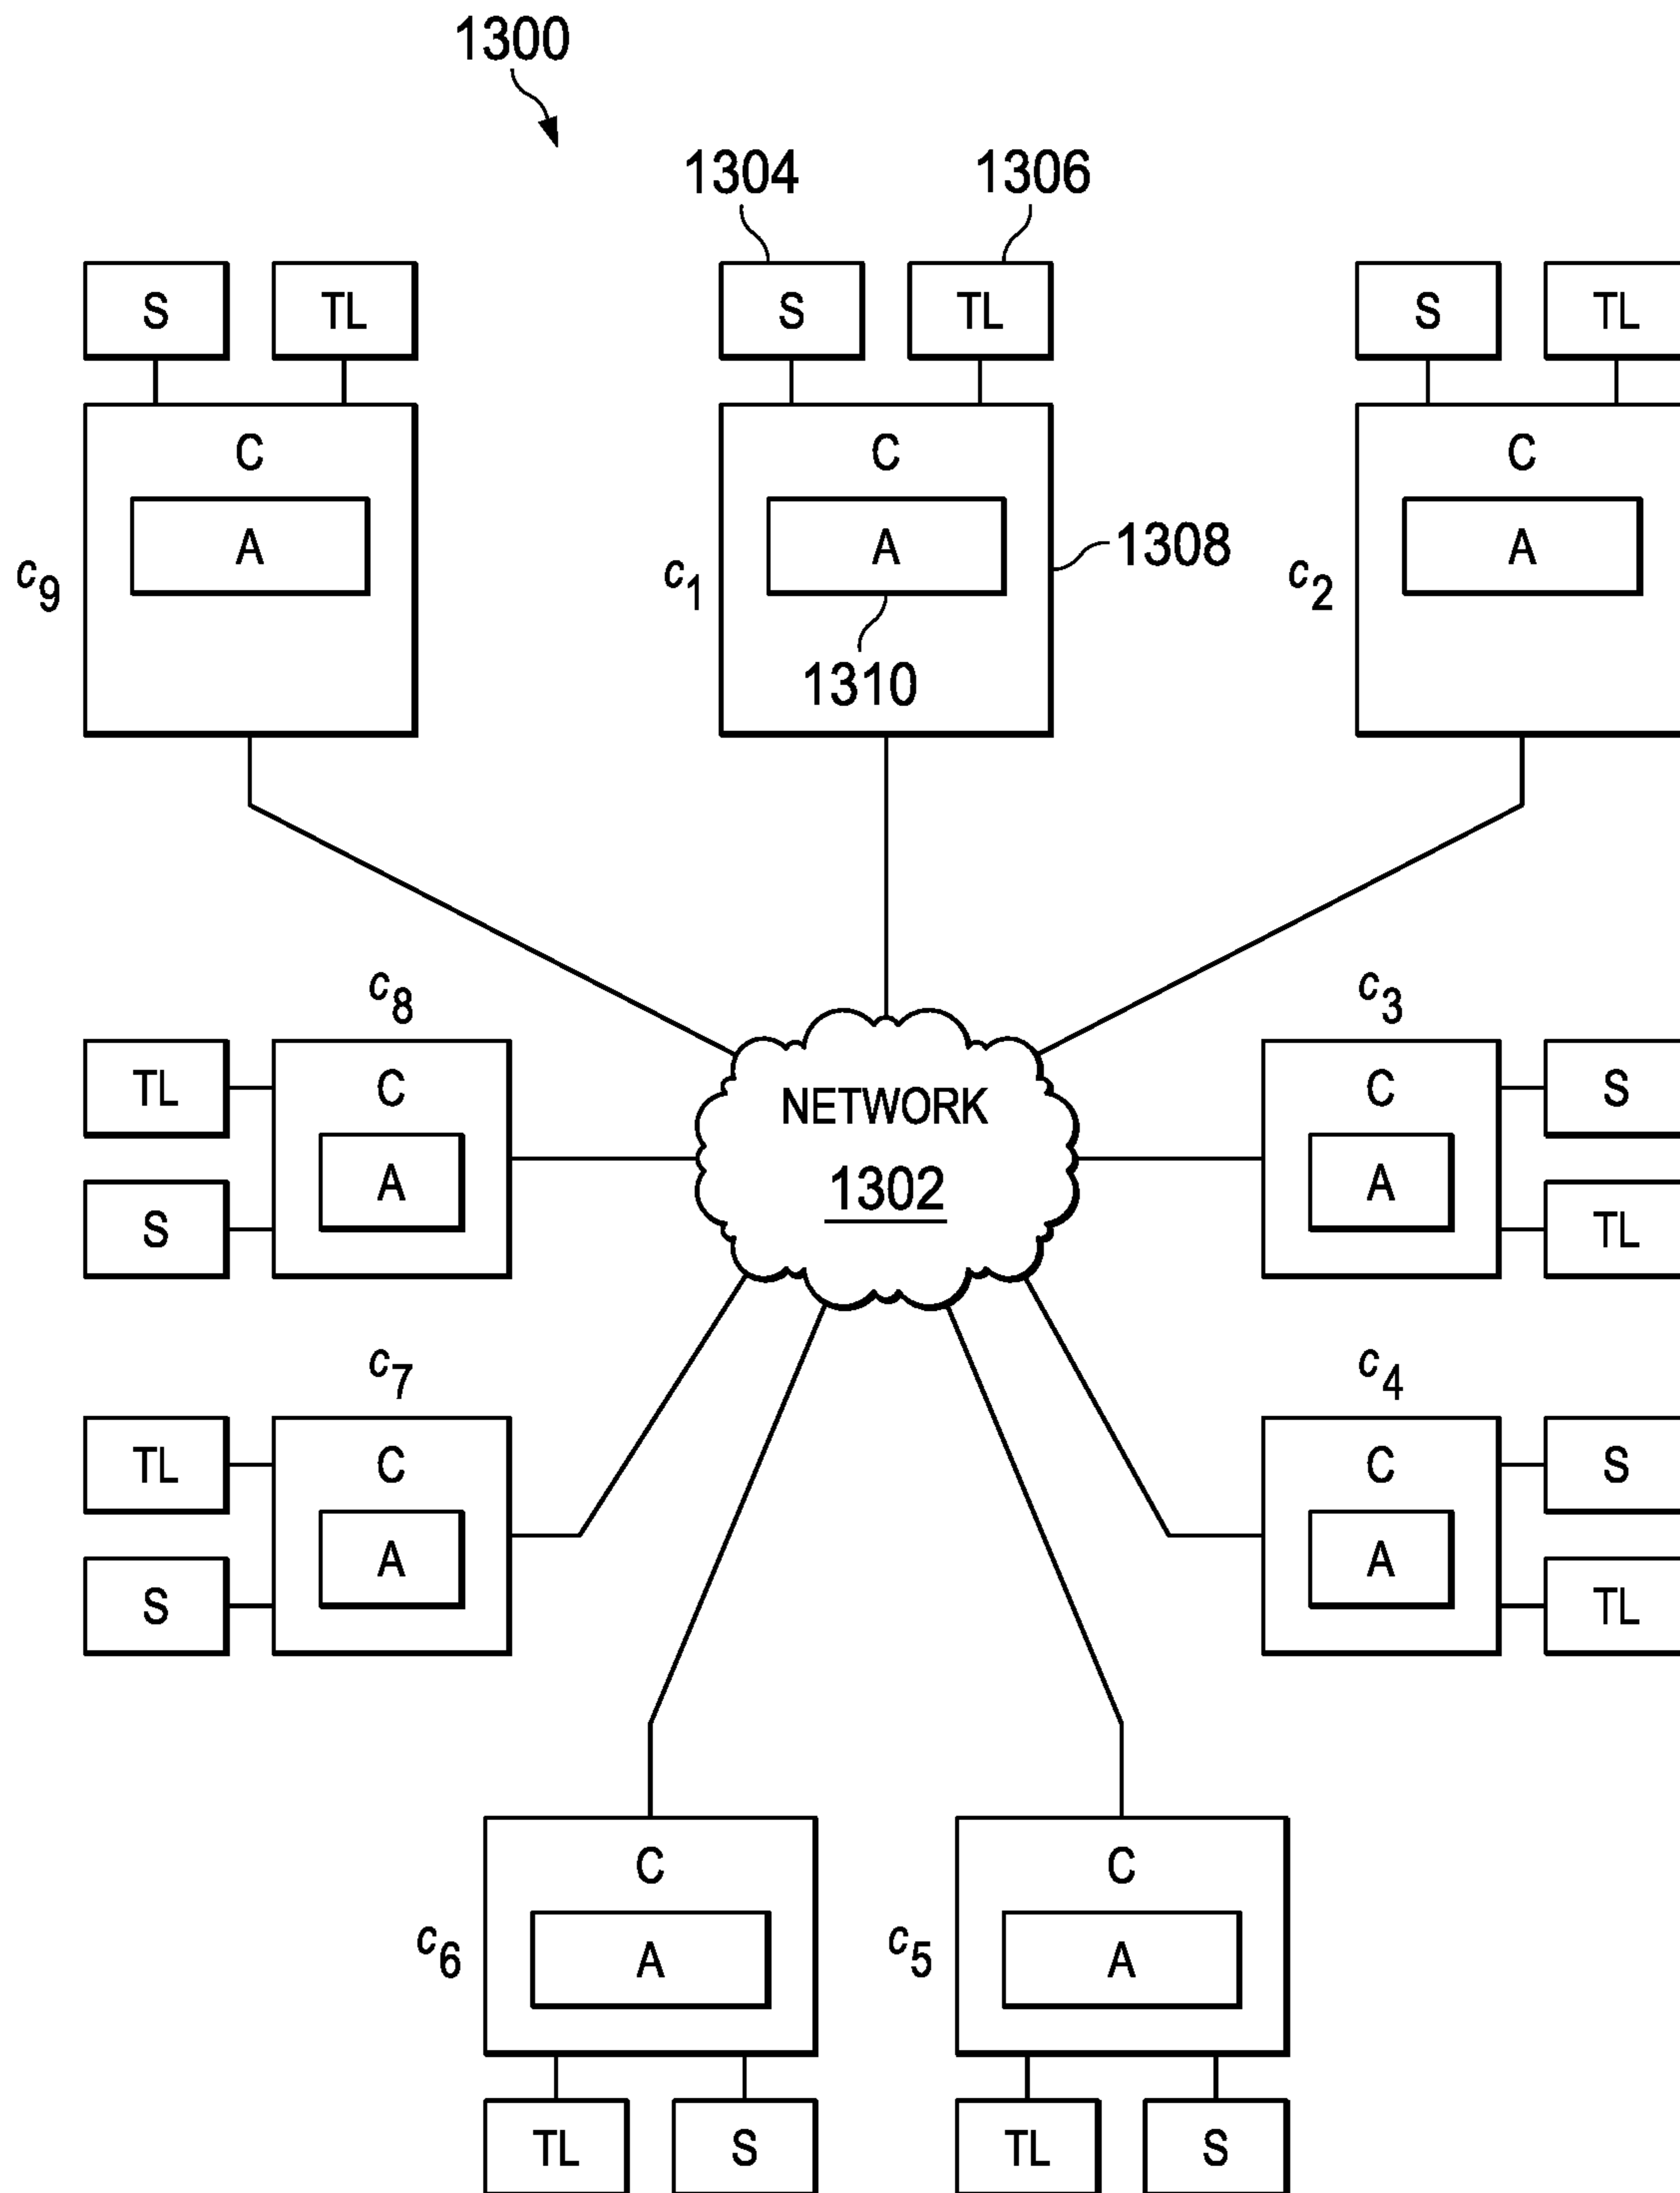 1300
1304 1306
S TL S TL S TL
C C C
A A A
c9 c1 1308 c2
1310
c8 c3
TL C NETWORK C S
S A 1302 A TL
c7 c4
TL C C S
S A A TL
C C
c6 A c5 A
TL S TL S